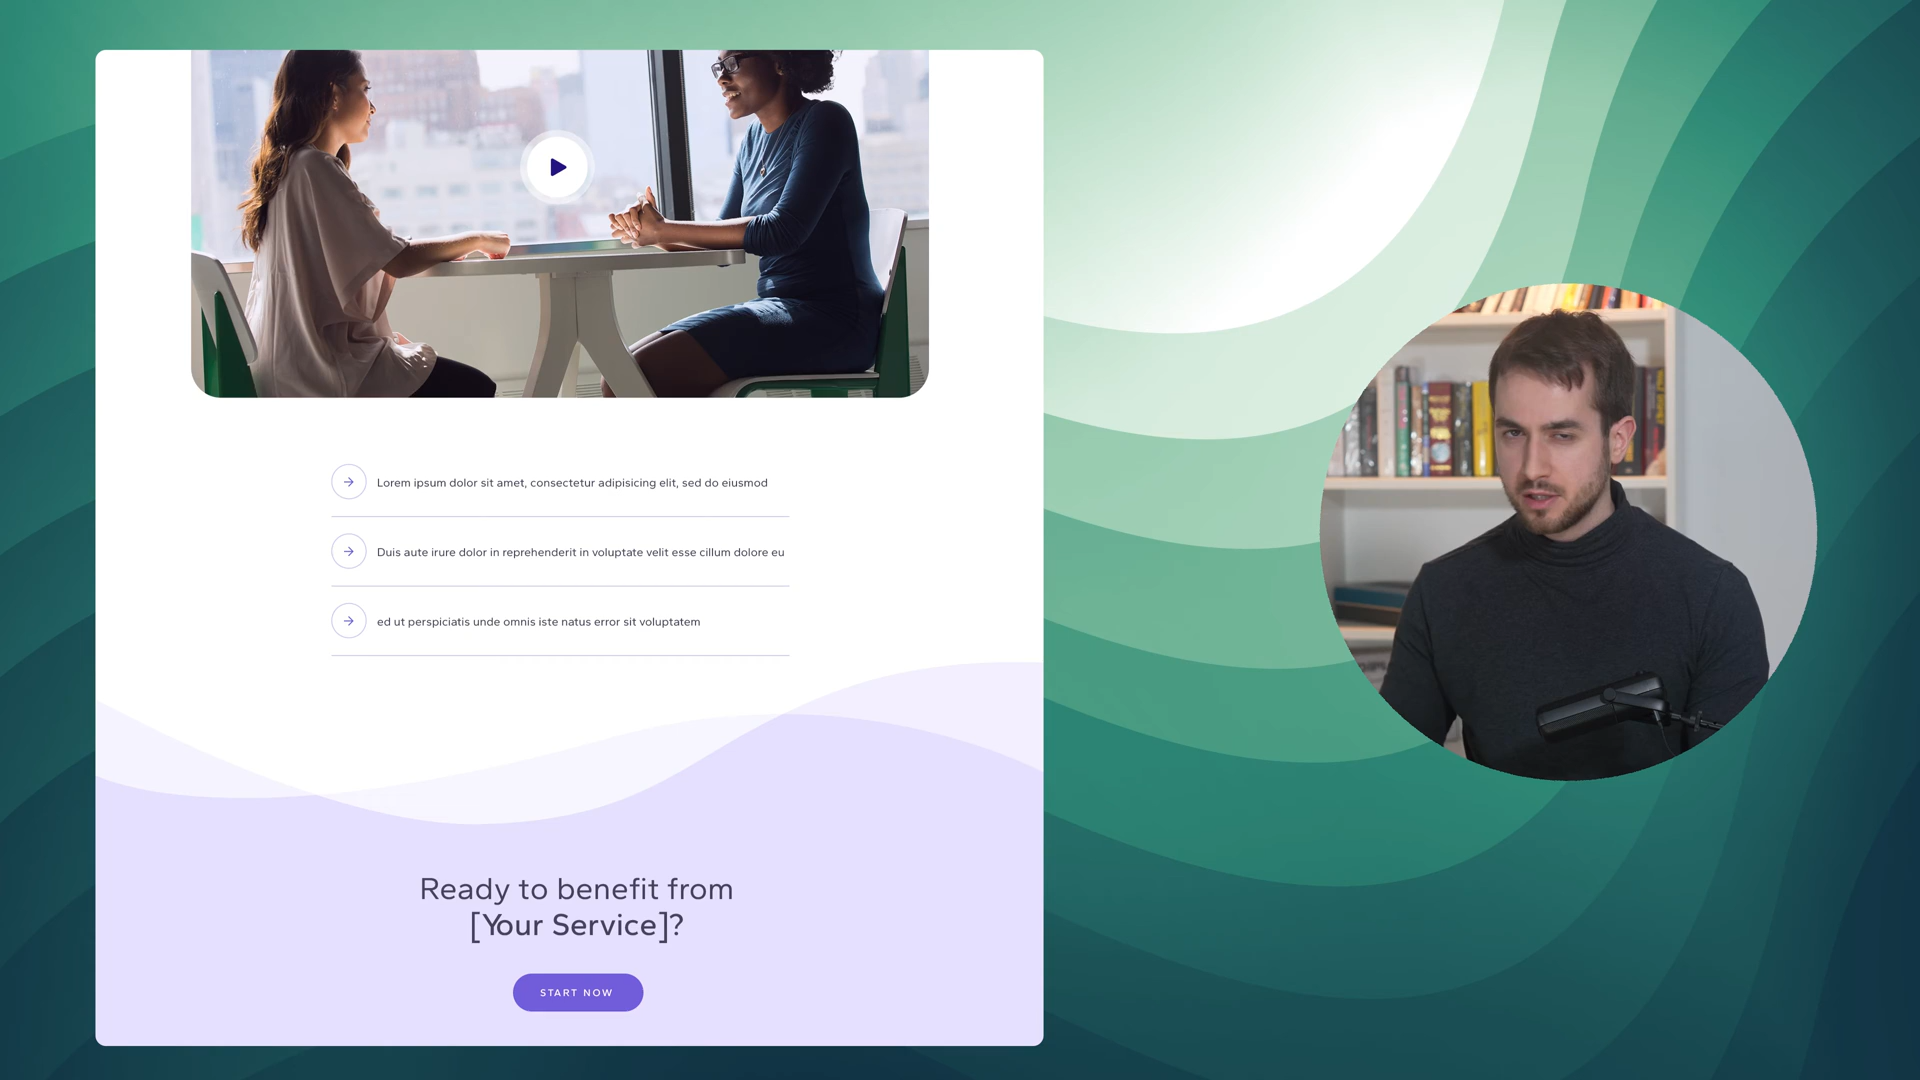 Lorem ipsum dolor sit amet, consectetur adipisicing elit, sed do eiusmod
Duis aute irure dolor in reprehenderit in voluptate velit esse cillum dolore eu
ed ut perspiciatis unde omnis iste natus error sit voluptatem
Ready to benefit from
[Your Service]?
START NOW